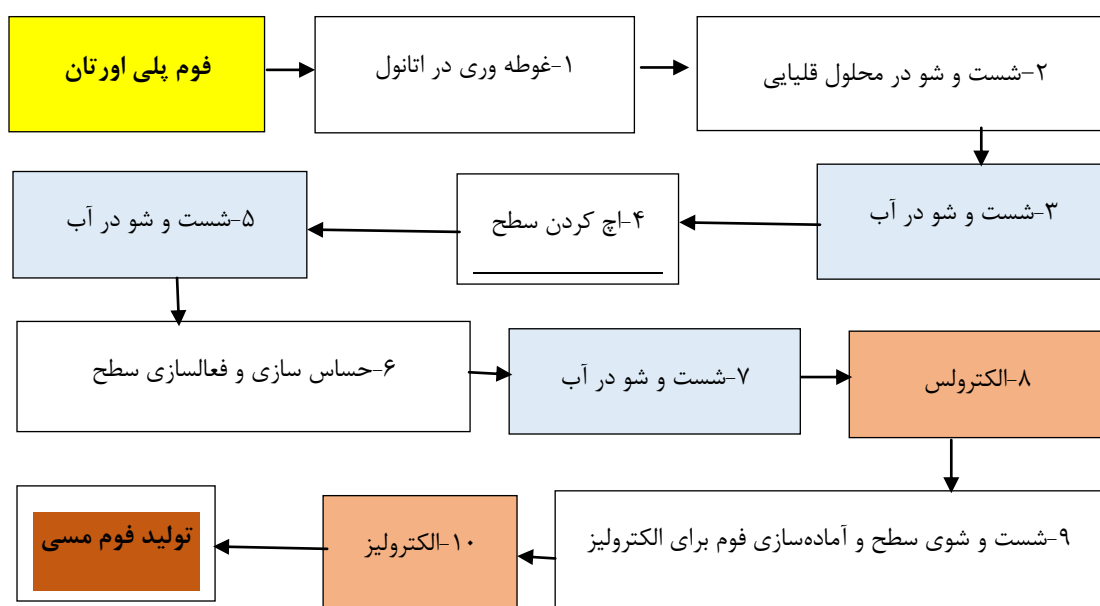 فوم پلی اورتان
۱-غوطه وری در اتانول
۲-شست و شو در محلول قلیایی
۳-شست و شو در آب
۴-اچ کردن سطح
۵-شست و شو در آب
۶-حساس سازی و فعالسازی سطح
۷-شست و شو در آب
۸-الکترولس
۹-شست و شوی سطح و آماده‌سازی فوم برای الکترولیز
۱۰-الکترولیز
تولید فوم مسی